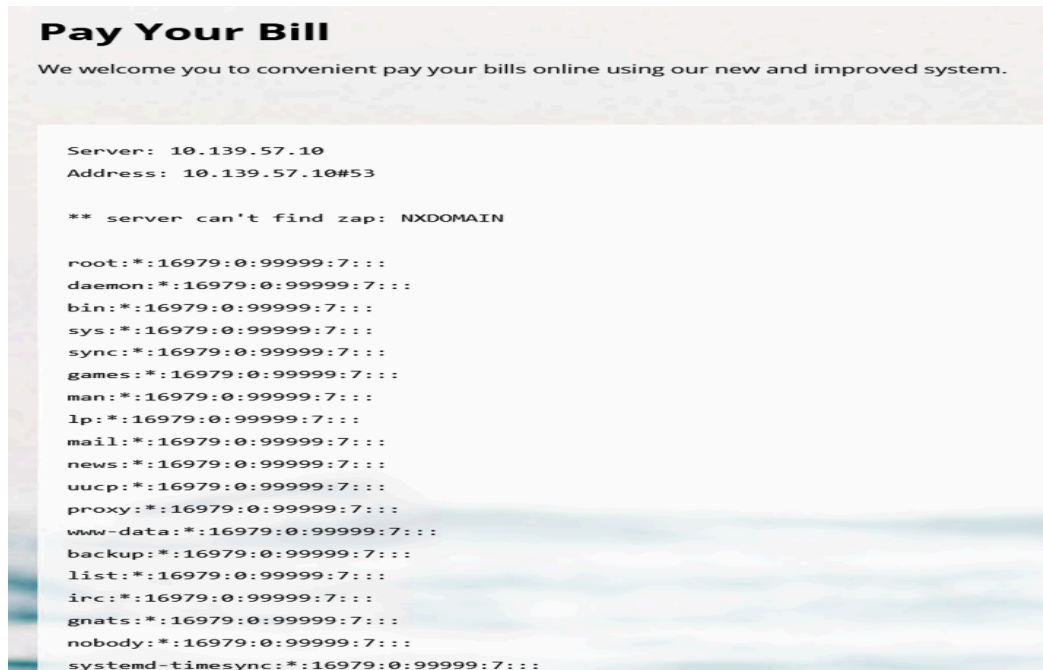 Pay Your Bill
We welcome you to convenient pay your bills online using our new and improved system.
Server: 10.139.57.10
Address: 10.139.57.10#53
** server can't find zap: NXDOMAIN
root:*:16979:0:99999:7:::
daemon:*:16979:0:99999:7:::
bin:*:16979:0:99999:7:::
sys:*:16979:0:99999:7:::
sync:*:16979:0:99999:7:::
games:*:16979:0:99999:7:::
man:*:16979:0:99999:7:::
lp:*:16979:0:99999:7:::
mail:*:16979:0:99999:7:::
news:*:16979:0:99999:7:::
uucp:*:16979:0:99999:7:::
proxy:*:16979:0:99999:7:::
www-data:*:16979:0:99999:7:::
backup:*:16979:0:99999:7:::
list:*:16979:0:99999:7:::
irc:*:16979:0:99999:7:::
gnats:*:16979:0:99999:7:::
nobody:*:16979:0:99999:7:::
systemd-timesync:*:16979:0:99999:7:::